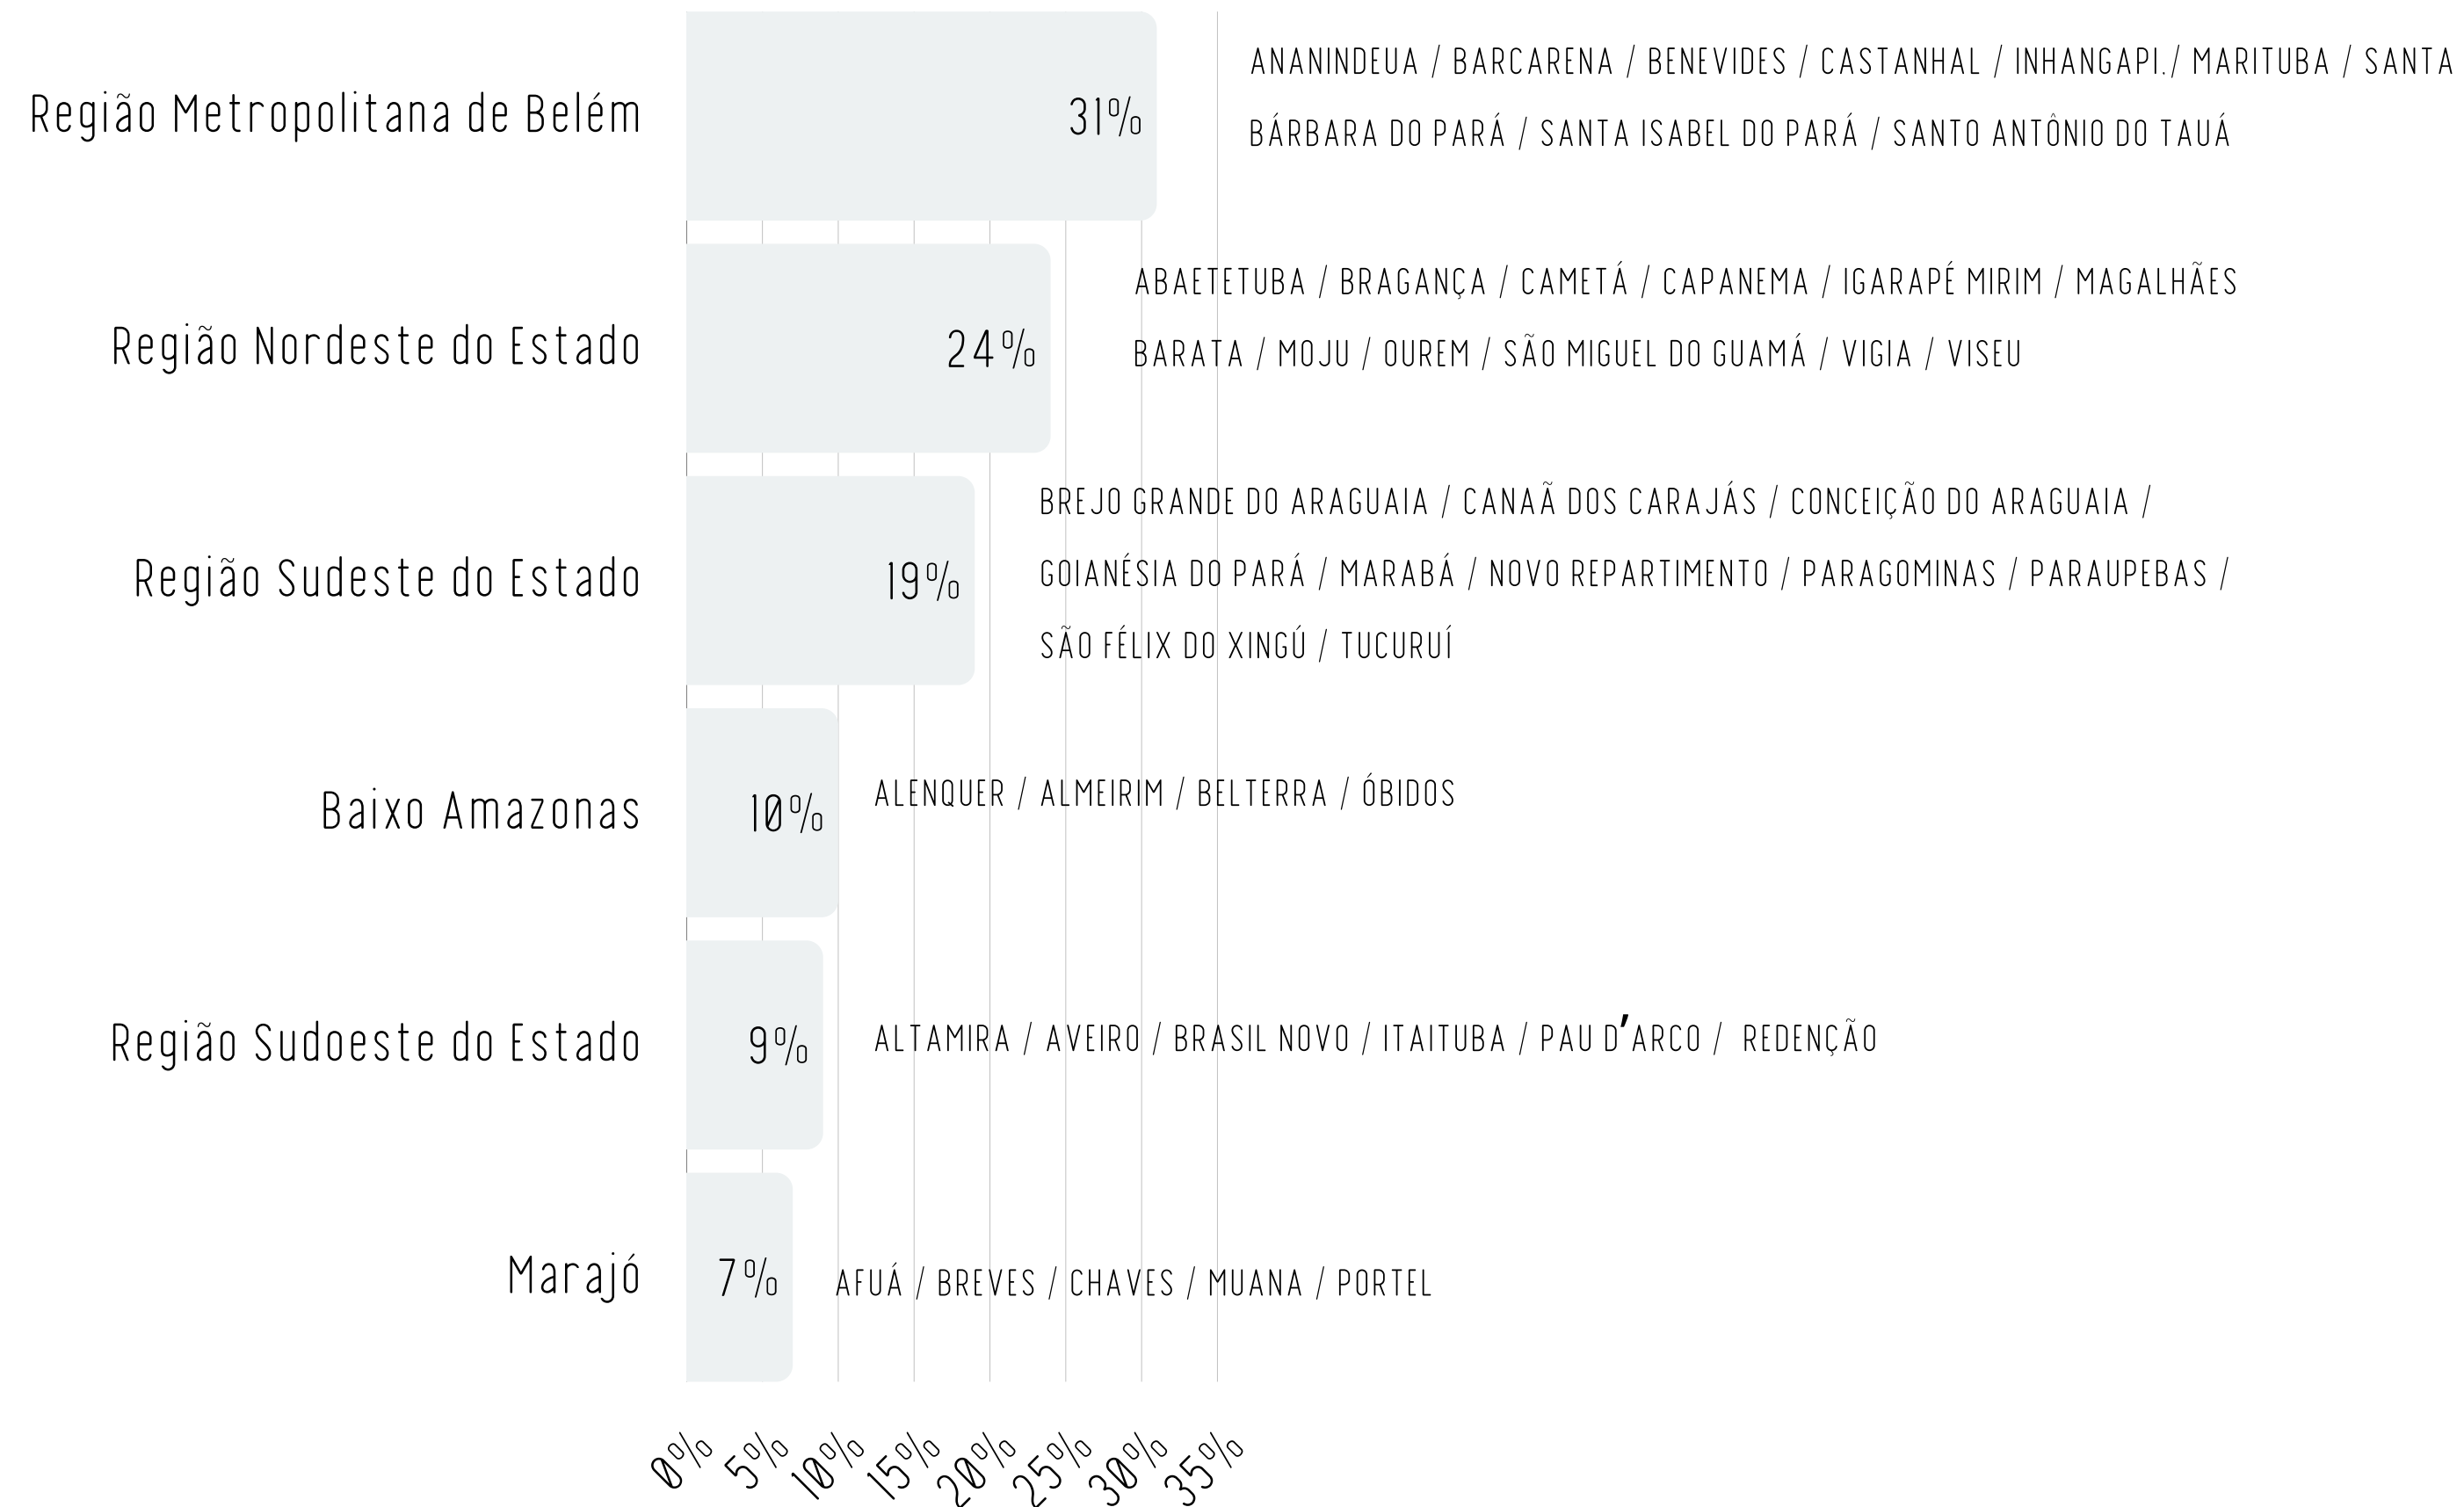 ANANINDEUA / BARCARENA / BENEVIDES / CASTANHAL / INHANGAPI./ MARITUBA / SANTA
Região Metropolitana de Belém
31%
BÁRBARA DO PARÁ / SANTA ISABEL DO PARÁ / SANTO ANTÔNIO DO TAUÁ
ABAETETUBA / BRAGANÇA / CAMETÁ / CAPANEMA / IGARAPÉ MIRIM / MAGALHÃES
Região Nordeste do Estado
24%
BARATA / MOJU / OUREM / SÃO MIGUEL DO GUAMÁ / VIGIA / VISEU
BREJO GRANDE DO ARAGUAIA / CANAÃ DOS CARAJÁS / CONCEIÇÃO DO ARAGUAIA /
Região Sudeste do Estado
19%
GOIANÉSIA DO PARÁ / MARABÁ / NOVO REPARTIMENTO / PARAGOMINAS / PARAUPEBAS /
SÃO FÉLIX DO XINGÚ / TUCURUÍ
Baixo Amazonas
10%
ALENQUER / ALMEIRIM / BELTERRA / ÓBIDOS
Região Sudoeste do Estado
9%
ALTAMIRA / AVEIRO / BRASIL NOVO / ITAITUBA / PAU D'ARCO / REDENÇÃO
Marajó
7%
AFUÁ / BREVES / CHAVES / MUANA / PORTEL
0%
5%
10%
15%
20%
25%
30%
35%